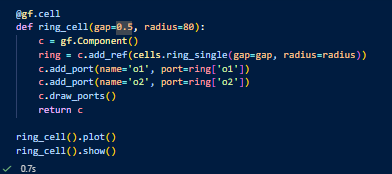 @gf.cell
def ring_cell(gap=0.5, radius=80):
    c = gf.Component()
    ring = c.add_ref(cells.ring_single(gap=gap, radius=radius))
    c.add_port(name='o1', port=ring['o1'])
    c.add_port(name='o2', port=ring['o2'])
    c.draw_ports()
    return c

ring_cell().plot()
ring_cell().show()
✓ 0.7s